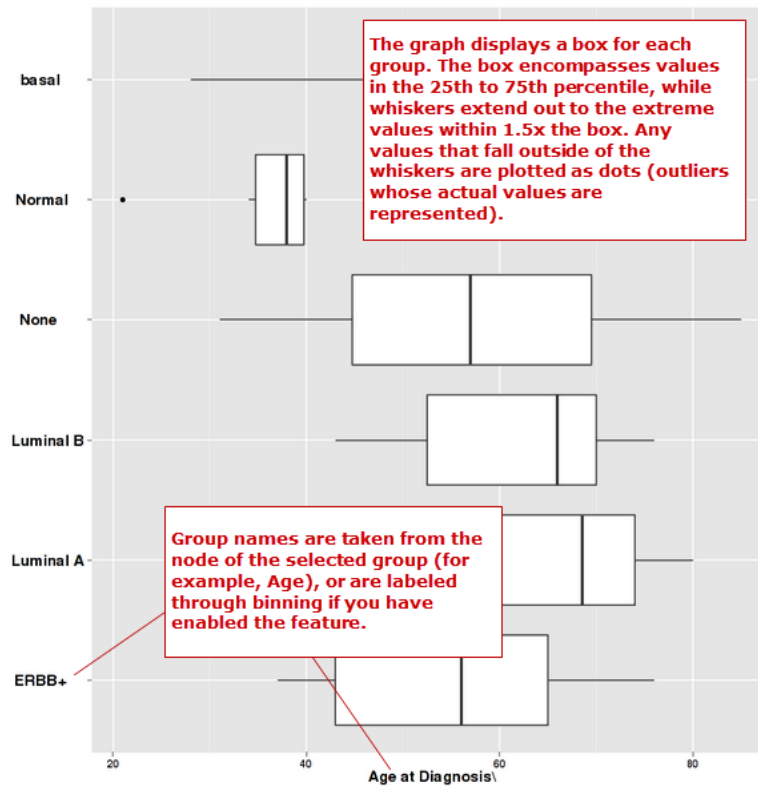 The graph displays a box for each
group. The box encompasses values
in the 25th to 75th percentile, while
whiskers extend out to the extreme
values within 1.5x the box. Any
values that fall outside of the
whiskers are plotted as dots (outliers
whose actual values are
represented).
basal
Normal
None
Luminal B
Luminal A
Group names are taken from the
node of the selected group (for
example, Age), or are labeled
through binning if you have
enabled the feature.
ERBB+
20 40 60 80
Age at Diagnosis\